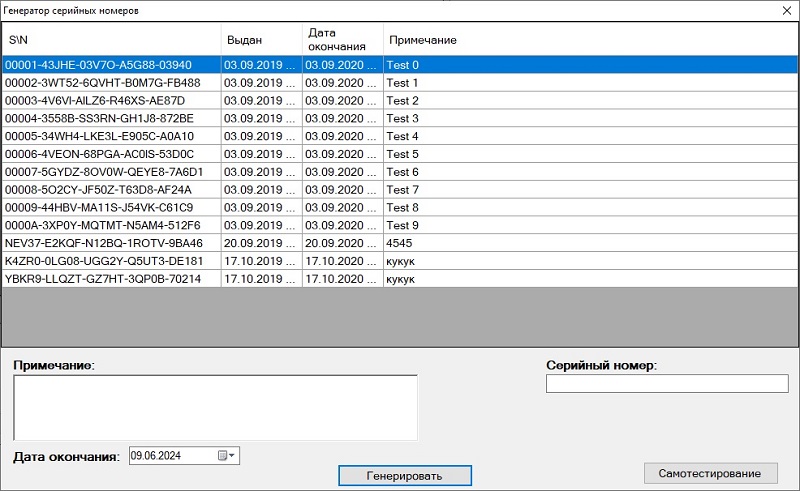 Генератор серийных номеров
S\N Выдан Дата окончания Примечание
00001-43JHE-03V7O-A5G88-03940 03.09.2019 ... 03.09.2020 ... Test 0
00002-3WT52-6QVHT-B0M7G-FB488 03.09.2019 ... 03.09.2020 ... Test 1
00003-4V6VI-AILZ6-R46XS-AE87D 03.09.2019 ... 03.09.2020 ... Test 2
00004-3558B-SS3RN-GH1J8-872BE 03.09.2019 ... 03.09.2020 ... Test 3
00005-34WH4-LKE3L-E905C-A0A10 03.09.2019 ... 03.09.2020 ... Test 4
00006-4VEON-68PGA-AC0IS-53D0C 03.09.2019 ... 03.09.2020 ... Test 5
00007-5GYDZ-8OV0W-QEYE8-7A6D1 03.09.2019 ... 03.09.2020 ... Test 6
00008-5O2CY-JF50Z-T63D8-AF24A 03.09.2019 ... 03.09.2020 ... Test 7
00009-44HBV-MA11S-J54VK-C61C9 03.09.2019 ... 03.09.2020 ... Test 8
0000A-3XP0Y-MQTMT-N5AM4-512F6 03.09.2019 ... 03.09.2020 ... Test 9
NEV37-E2KQF-N12BQ-1ROTV-9BA46 20.09.2019 ... 20.09.2020 ... 4545
K4ZR0-0LG08-UGG2Y-Q5UT3-DE181 17.10.2019 ... 17.10.2020 ... кукук
YBKR9-LLQZT-GZ7HT-3QP0B-70214 17.10.2019 ... 17.10.2020 ... кукук
Примечание: Серийный номер:
Дата окончания: 09.06.2024
Генерировать Самотестирование